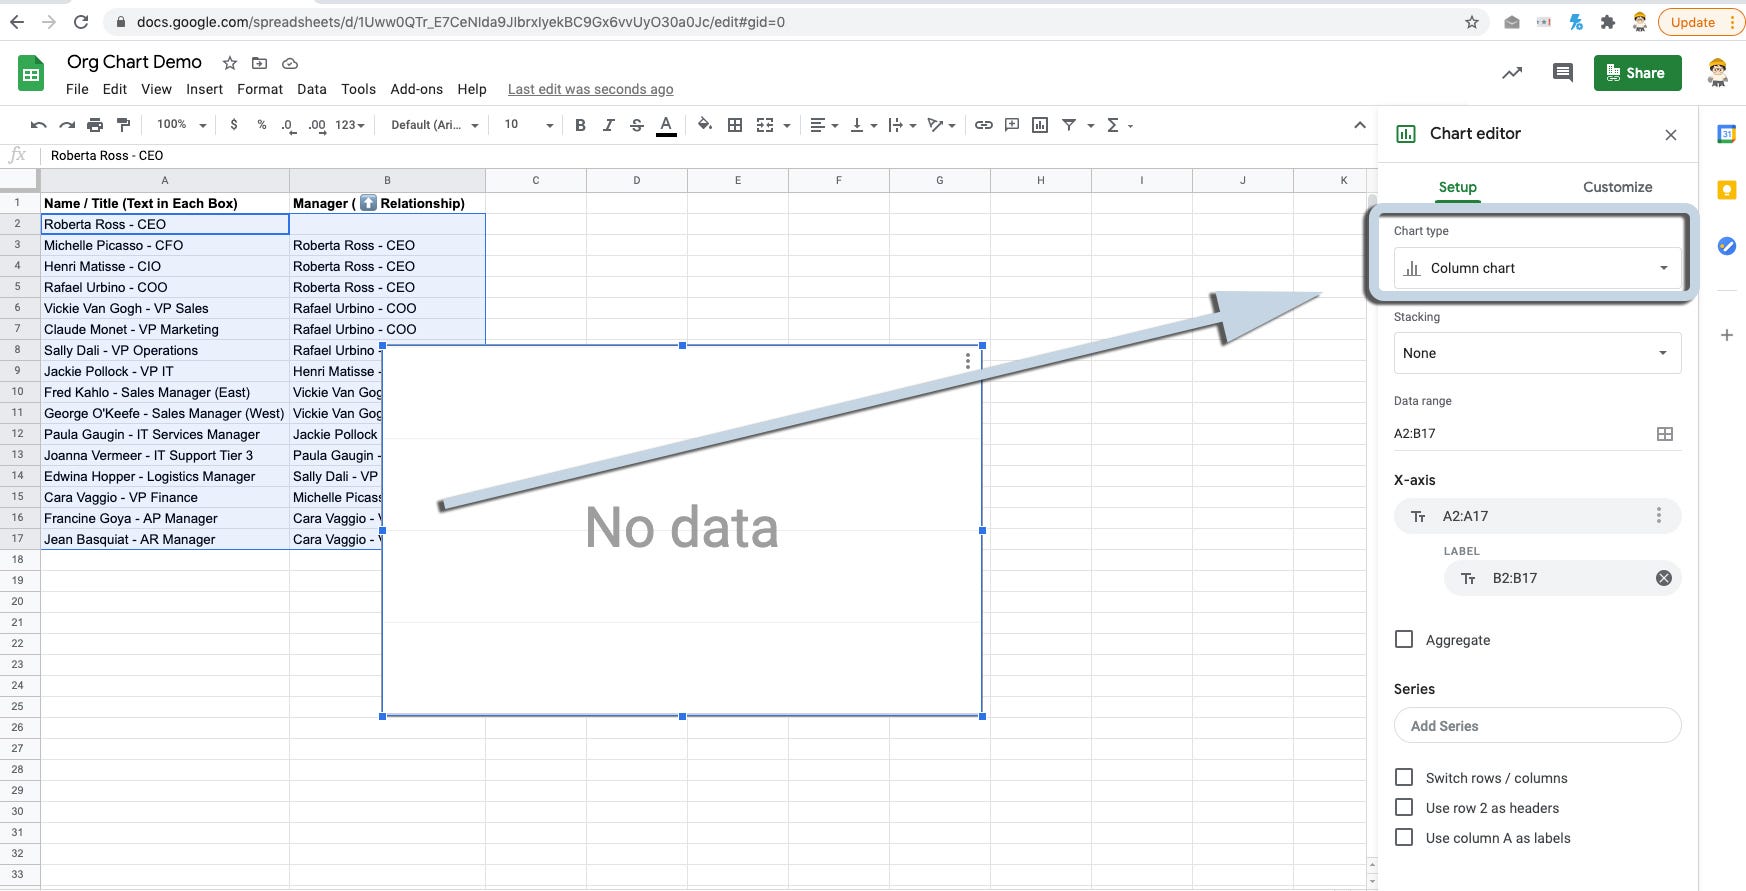 docs.google.com/spreadsheets/d/1Uww0QTr_E7CeNlda9JlbrxlyekBC9Gx6vvUyO30a0Jc/edit#gid=0
Update
Org Chart Demo
File Edit View Insert Format Data Tools Add-ons Help Last edit was seconds ago
Share
100% $ % .0 .00 123 Default (Ari... 10 B I S A Σ
fx Roberta Ross - CEO
A B C D E F G H I J K
1 Name / Title (Text in Each Box) Manager ( ⬆ Relationship)
2 Roberta Ross - CEO
3 Michelle Picasso - CFO Roberta Ross - CEO
4 Henri Matisse - CIO Roberta Ross - CEO
5 Rafael Urbino - COO Roberta Ross - CEO
6 Vickie Van Gogh - VP Sales Rafael Urbino - COO
7 Claude Monet - VP Marketing Rafael Urbino - COO
8 Sally Dali - VP Operations Rafael Urbino -
9 Jackie Pollock - VP IT Henri Matisse -
10 Fred Kahlo - Sales Manager (East) Vickie Van Gog
11 George O'Keefe - Sales Manager (West) Vickie Van Gog
12 Paula Gaugin - IT Services Manager Jackie Pollock
13 Joanna Vermeer - IT Support Tier 3 Paula Gaugin -
14 Edwina Hopper - Logistics Manager Sally Dali - VP
15 Cara Vaggio - VP Finance Michelle Picass
16 Francine Goya - AP Manager Cara Vaggio - V
17 Jean Basquiat - AR Manager Cara Vaggio - V
18
19
20
21
22
23
24
25
26
27
28
29
30
31
32
33
No data
Chart editor
Setup Customize
Chart type
Column chart
Stacking
None
Data range
A2:B17
X-axis
Tт A2:A17
LABEL
Tт B2:B17
Aggregate
Series
Add Series
Switch rows / columns
Use row 2 as headers
Use column A as labels
31